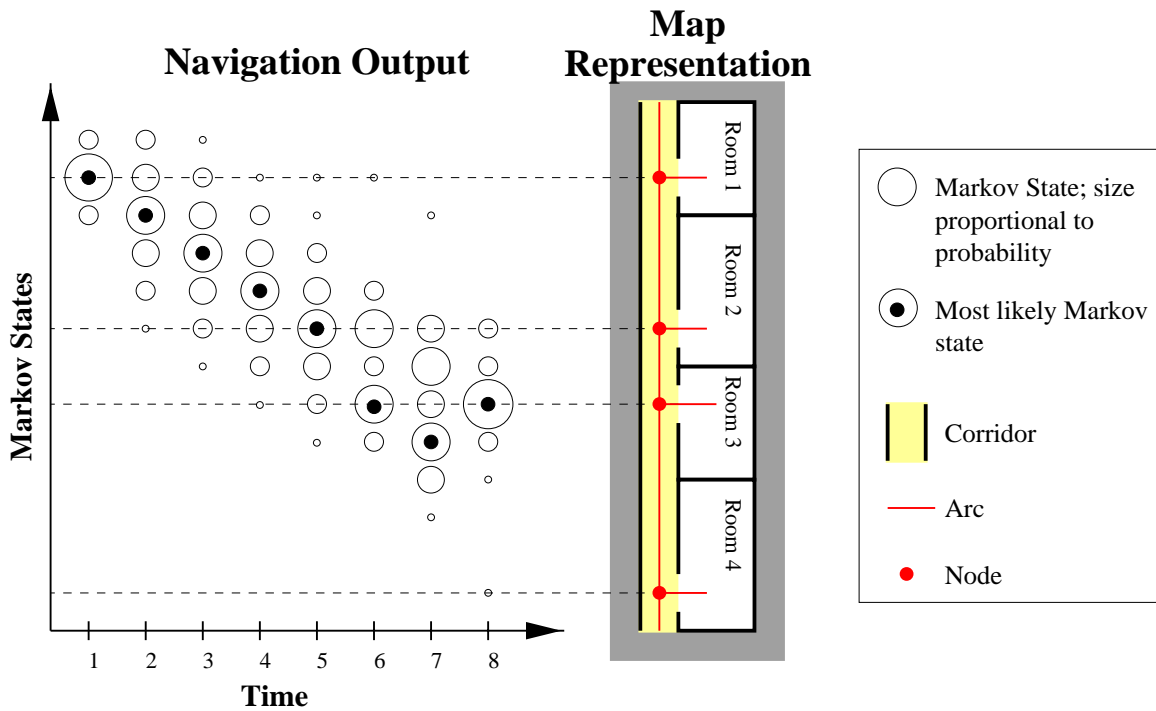 Navigation Output
Map
Representation
Markov States
1 2 3 4 5 6 7 8
Time
Room 1
Room 2
Room 3
Room 4
Markov State; size
proportional to
probability
Most likely Markov
state
Corridor
Arc
Node